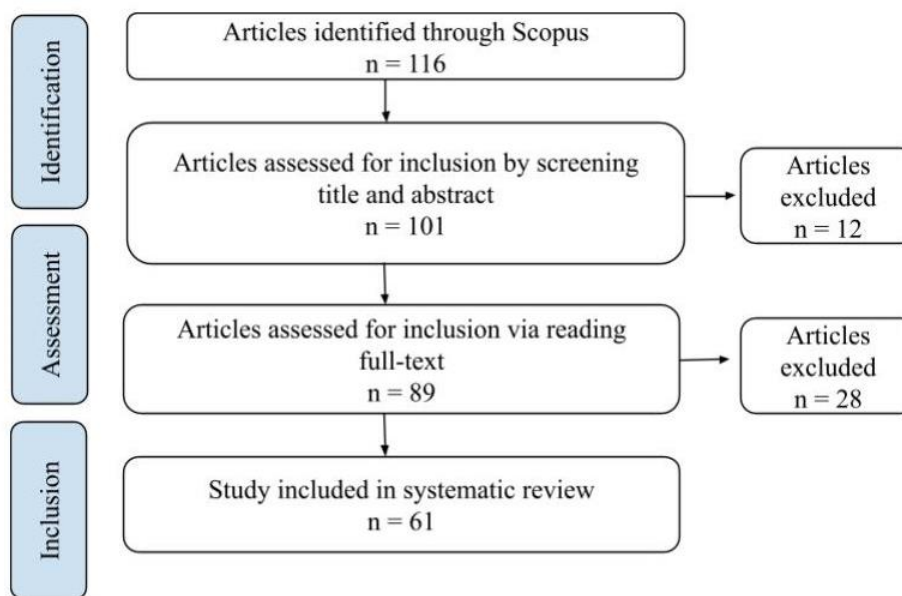 Identification
Articles identified through Scopus
n = 116
Articles assessed for inclusion by screening
title and abstract
n = 101
Articles
excluded
n = 12
Assessment
Articles assessed for inclusion via reading
full-text
n = 89
Articles
excluded
n = 28
Inclusion
Study included in systematic review
n = 61